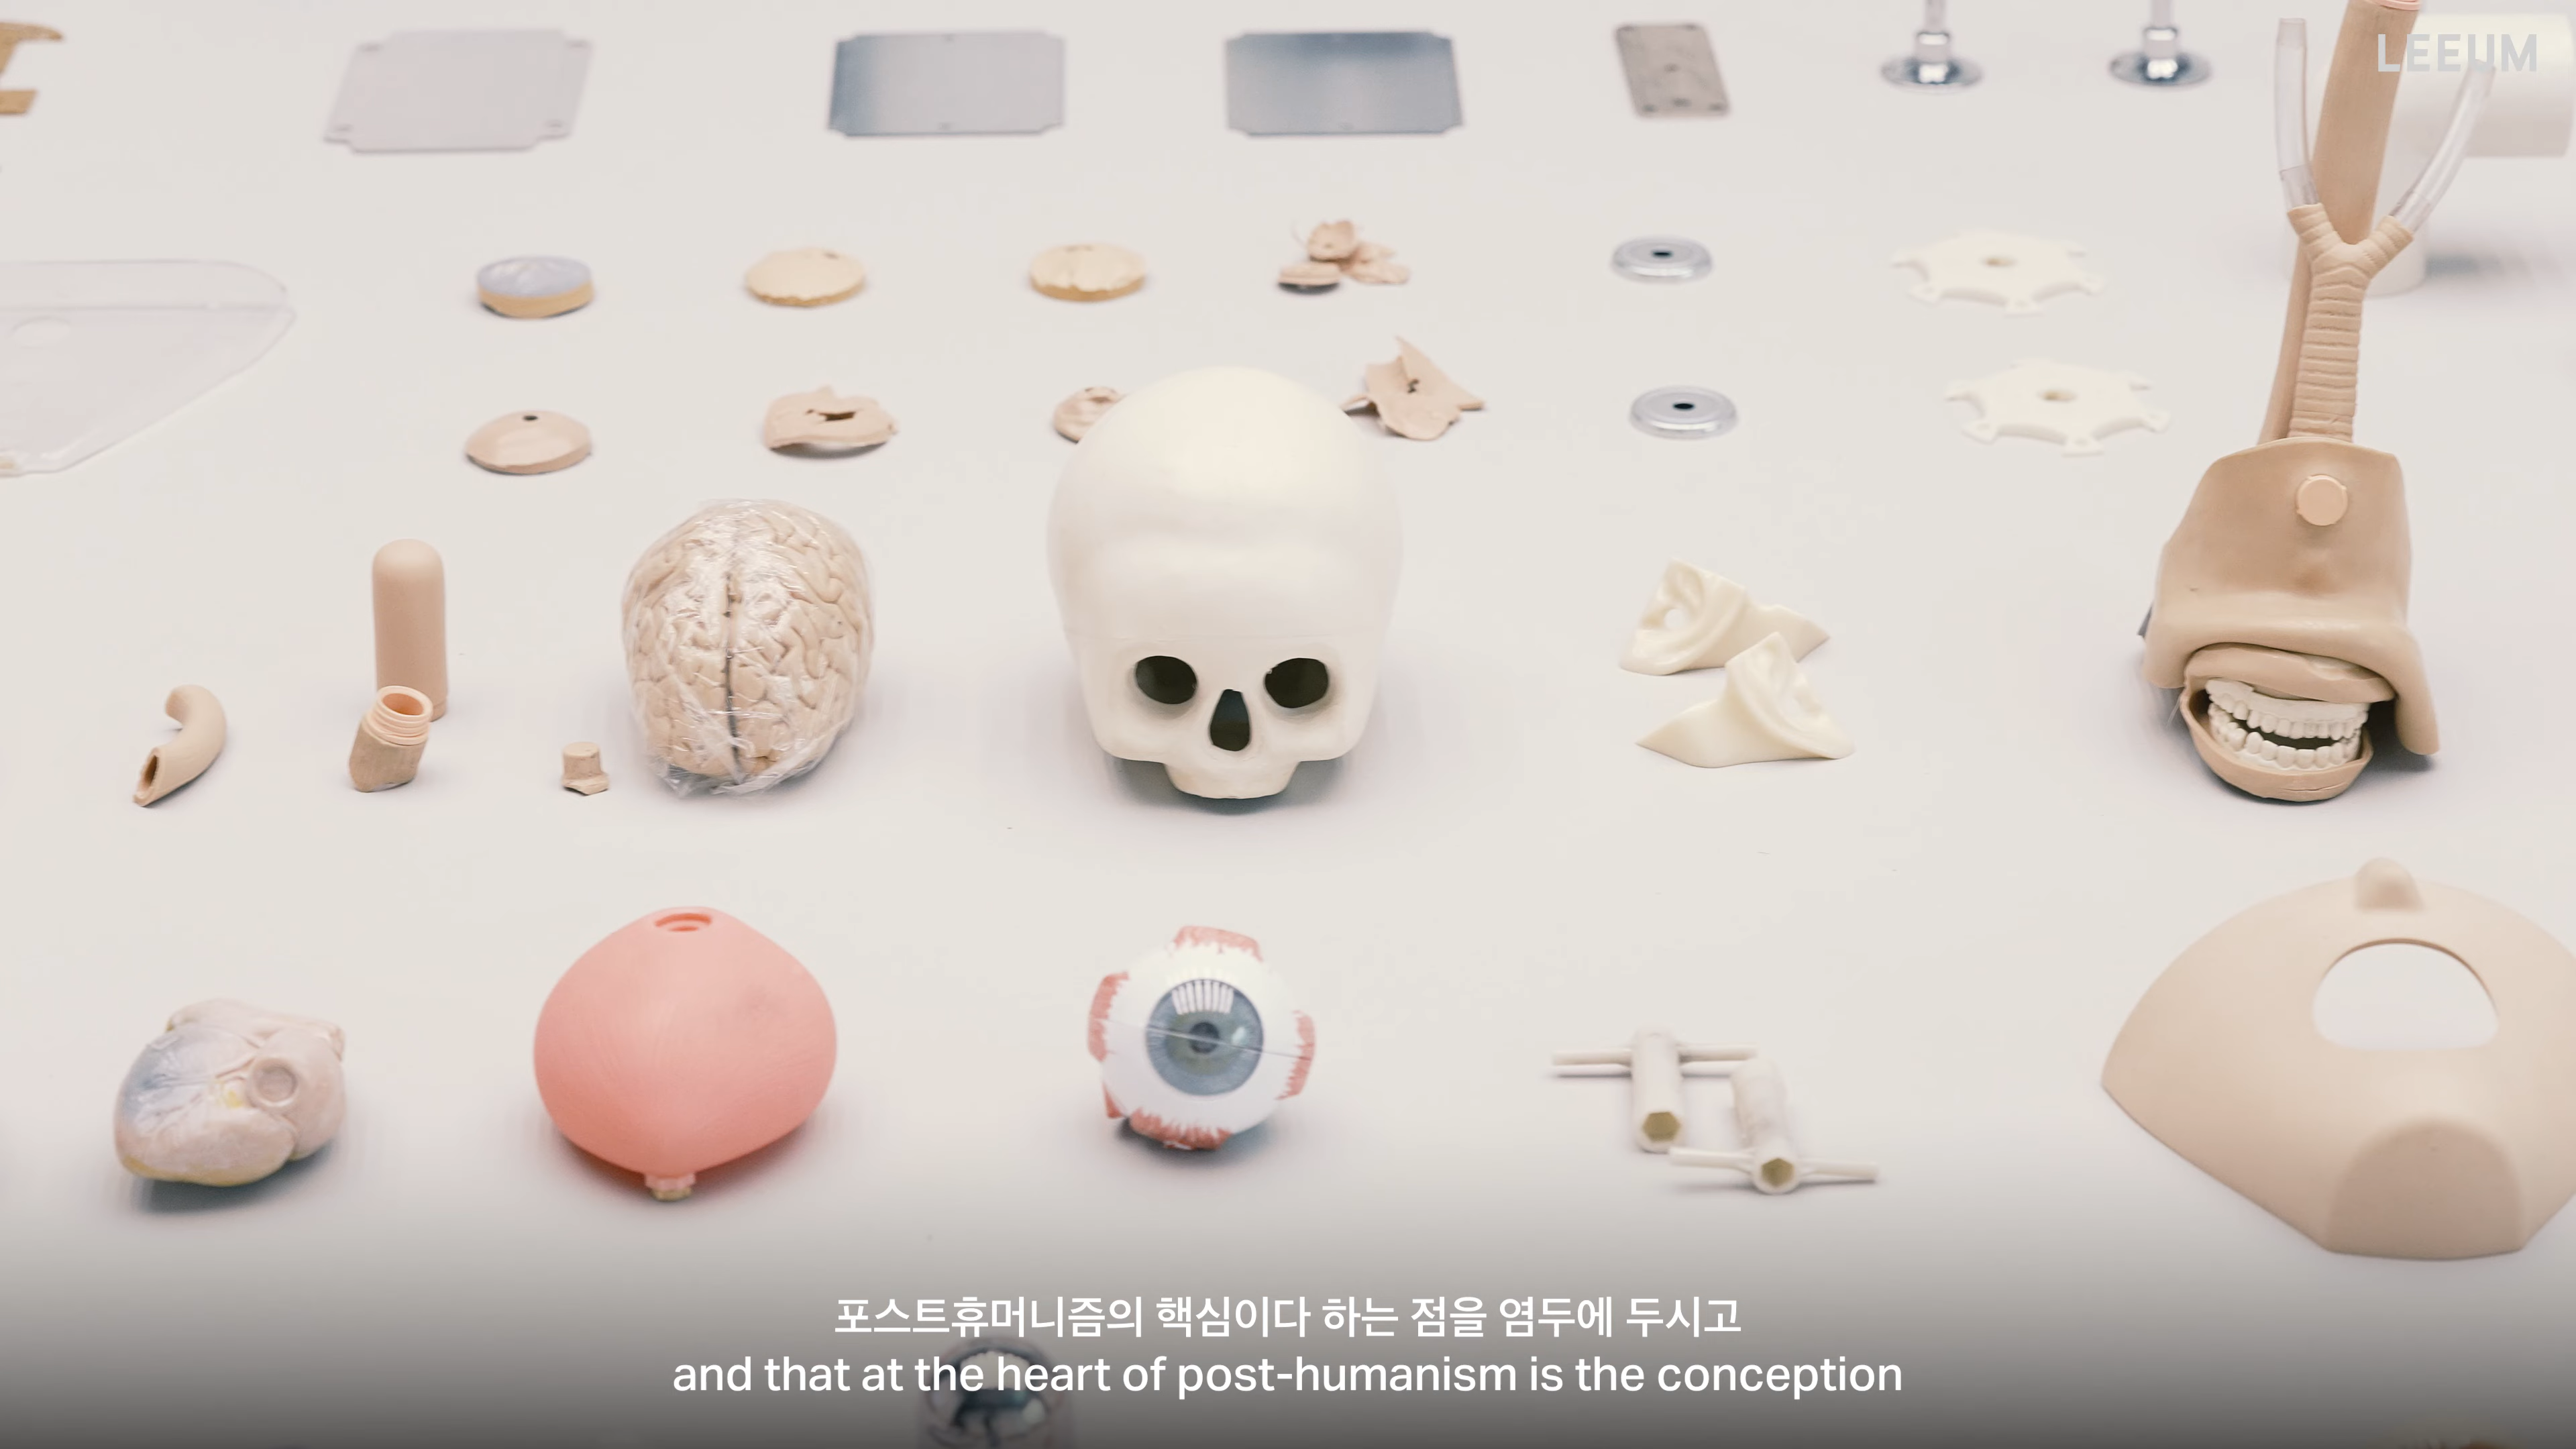 LEEUM
포스트휴머니즘의 핵심이다 하는 점을 염두에 두시고
and that at the heart of post-humanism is the conception